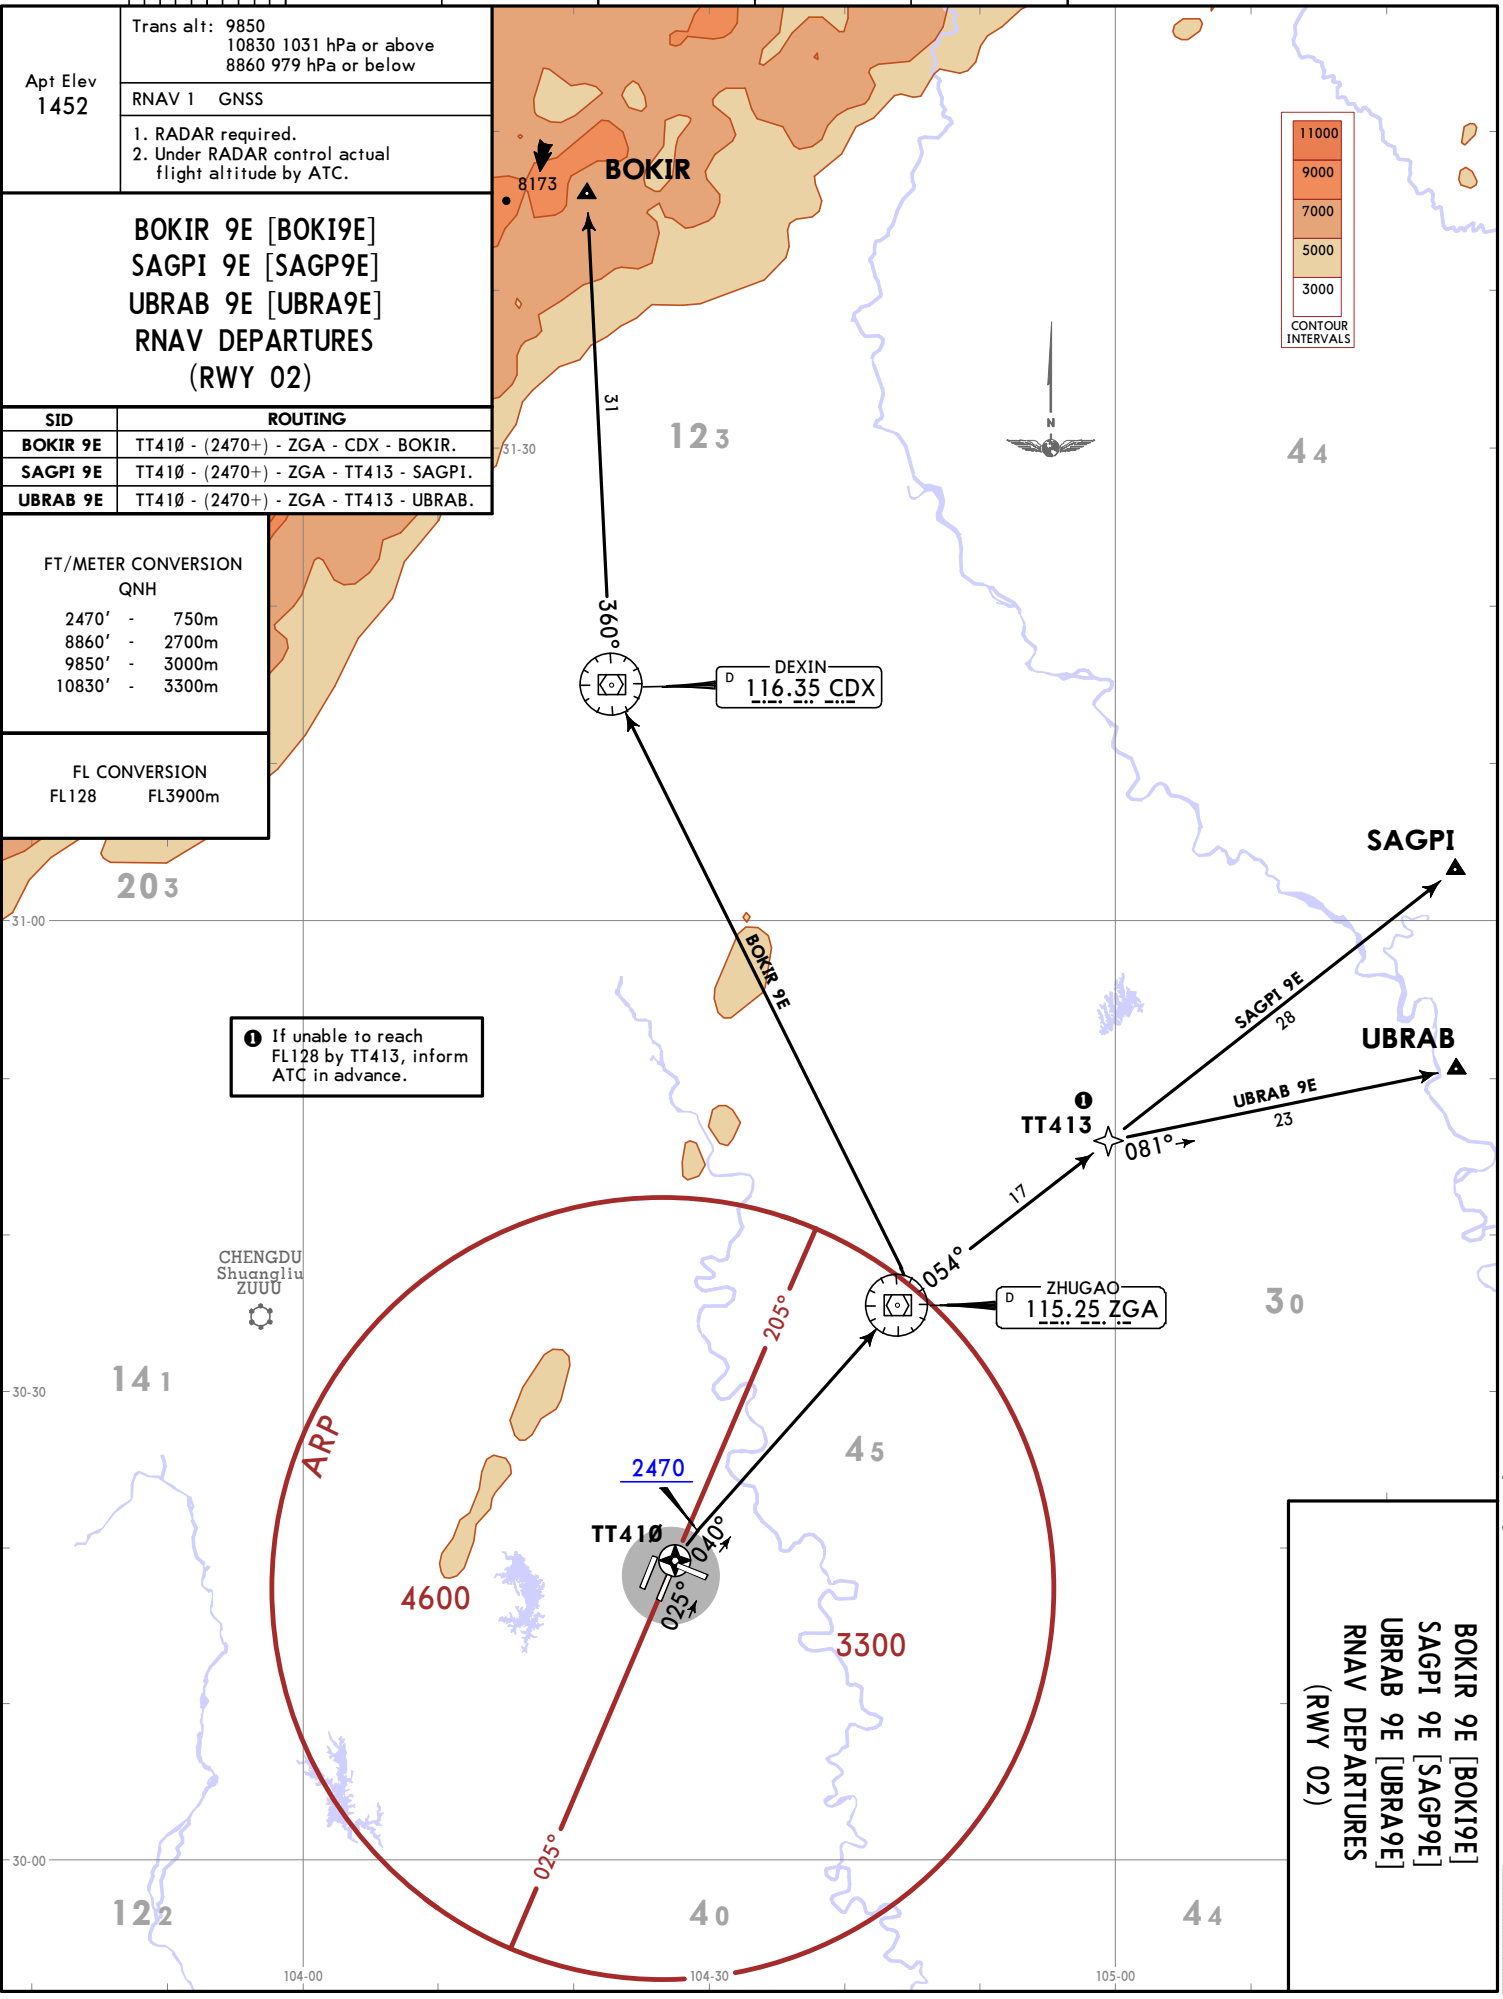 Apt Elev
1452
Trans alt: 9850
10830 1031 hPa or above
8860 979 hPa or below
RNAV 1 GNSS
1. RADAR required.
2. Under RADAR control actual
flight altitude by ATC.
BOKIR 9E [BOKI9E]
SAGPI 9E [SAGP9E]
UBRAB 9E [UBRA9E]
RNAV DEPARTURES
(RWY 02)
SID ROUTING
BOKIR 9E TT41Ø - (2470+) - ZGA - CDX - BOKIR.
SAGPI 9E TT41Ø - (2470+) - ZGA - TT413 - SAGPI.
UBRAB 9E TT41Ø - (2470+) - ZGA - TT413 - UBRAB.
FT/METER CONVERSION
QNH
2470' - 750m
8860' - 2700m
9850' - 3000m
10830' - 3300m
FL CONVERSION
FL128 FL3900m
8173
BOKIR
11000
9000
7000
5000
3000
CONTOUR
INTERVALS
31
123
N
44
31-30
360°
DEXIN
D 116.35 CDX
SAGPI
203
31-00
BOKIR 9E
SAGPI 9E
28
❶ If unable to reach
FL128 by TT413, inform
ATC in advance.
UBRAB
❶
TT413
UBRAB 9E
23
081°
17
CHENGDU
Shuangliu
ZUUU
054°
ZHUGAO
D 115.25 ZGA
205°
30
141
30-30
ARP
45
2470
TT41Ø
040°
025°
4600
3300
025°
30-00
122
40
44
104-00
104-30
105-00
BOKIR 9E [BOKI9E]
SAGPI 9E [SAGP9E]
UBRAB 9E [UBRA9E]
RNAV DEPARTURES
(RWY 02)